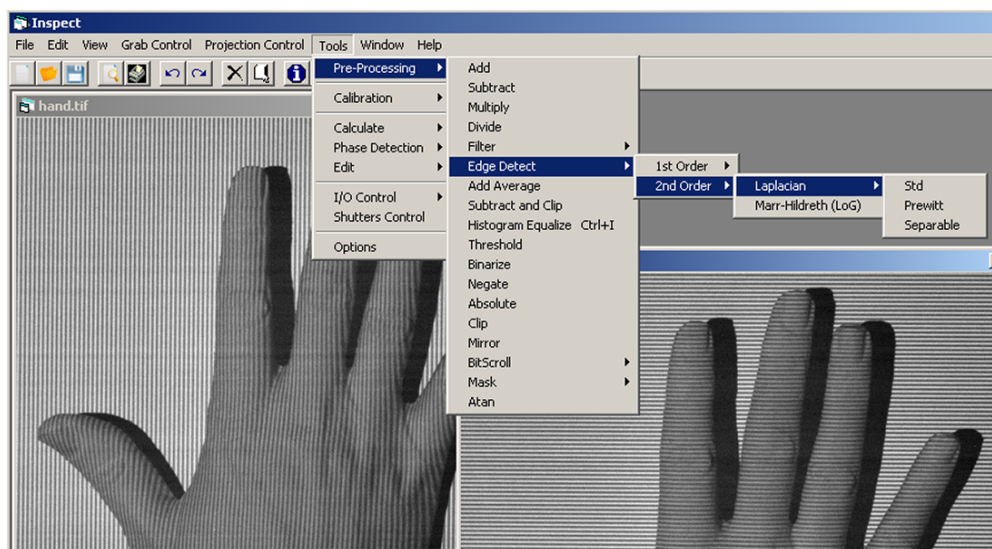 Inspect
File Edit View Grab Control Projection Control Tools Window Help
hand.tif
Pre-Processing
Calibration
Calculate
Phase Detection
Edit
I/O Control
Shutters Control
Options
Add
Subtract
Multiply
Divide
Filter
Edge Detect
Add Average
Subtract and Clip
Histogram Equalize Ctrl+I
Threshold
Binarize
Negate
Absolute
Clip
Mirror
BitScroll
Mask
Atan
1st Order
2nd Order
Laplacian
Marr-Hildreth (LoG)
Std
Prewitt
Separable